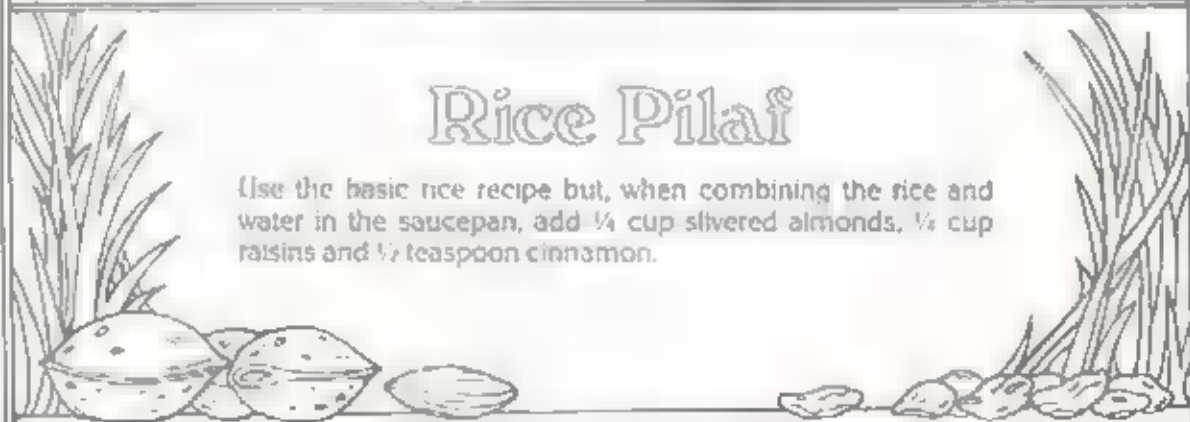 Rice Pilaf
Use the basic rice recipe but, when combining the rice and
water in the saucepan, add ¼ cup slivered almonds, ¼ cup
raisins and ½ teaspoon cinnamon.